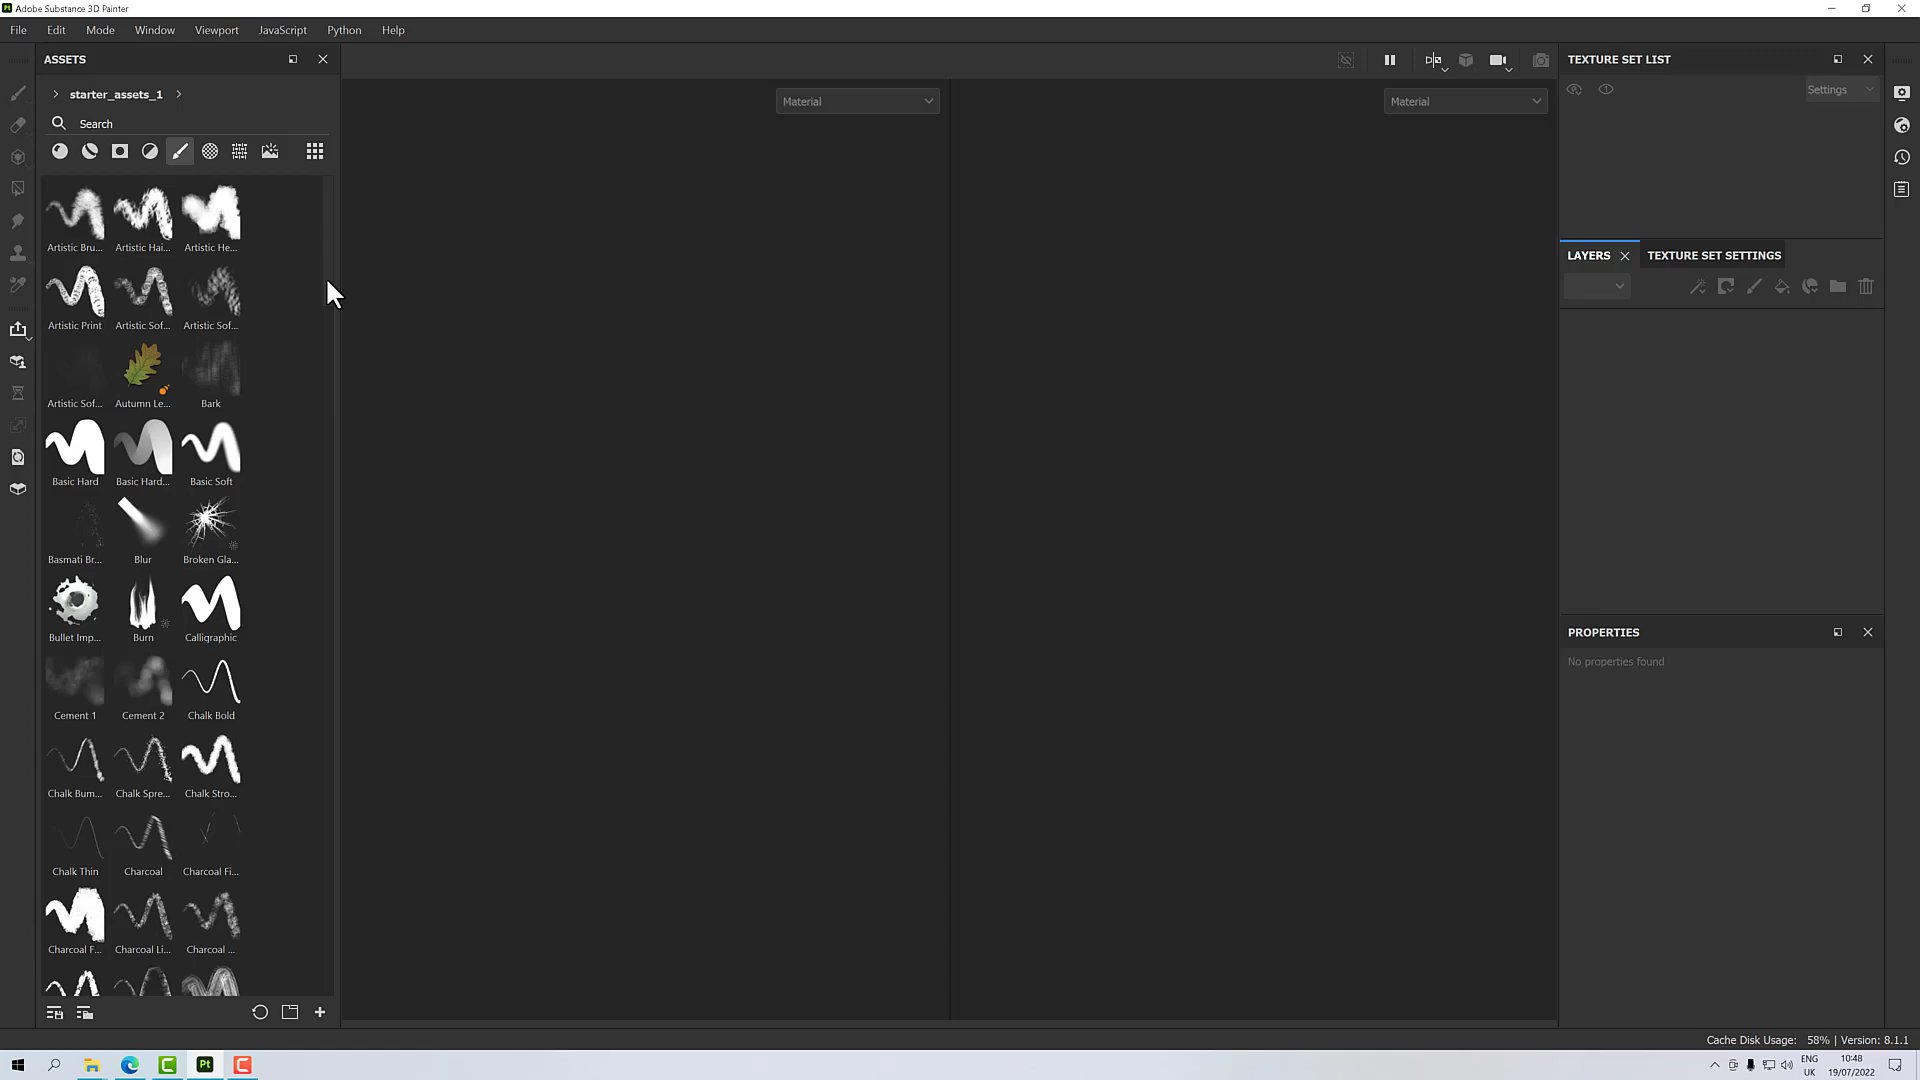 Adobe Substance 3D Painter
File Edit Mode Window Viewport JavaScript Python Help
ASSETS
starter_assets_1
Search
Artistic Bru... Artistic Hai... Artistic He...
Artistic Print Artistic Sof... Artistic Sof...
Artistic Sof... Autumn Le... Bark
Basic Hard Basic Hard... Basic Soft
Basmati Br... Blur Broken Gla...
Bullet Imp... Burn Calligraphic
Cement 1 Cement 2 Chalk Bold
Chalk Bum... Chalk Spre... Chalk Stro...
Chalk Thin Charcoal Charcoal Fi...
Charcoal F... Charcoal Li... Charcoal ...
Material
Material
TEXTURE SET LIST
Settings
LAYERS TEXTURE SET SETTINGS
PROPERTIES
No properties found
Cache Disk Usage: 58% | Version: 8.1.1
Pt
ENG
UK
10:48
19/07/2022